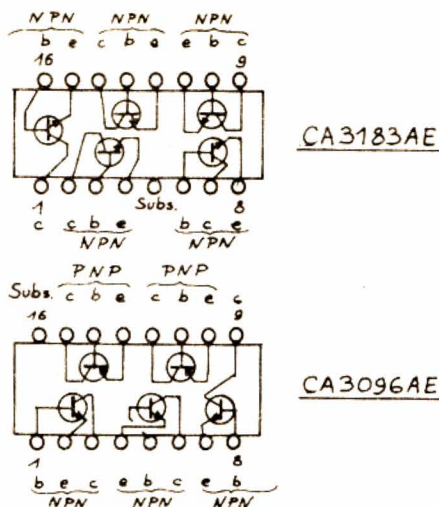 NPN NPN NPN
b e c b e e b c
16 9
CA3183AE
1 Subs. 8
c c b e b c e
NPN NPN
PNP PNP
Subs. c b e c b e c
16 9
CA3096AE
1 8
b e c e b c e b
NPN NPN NPN